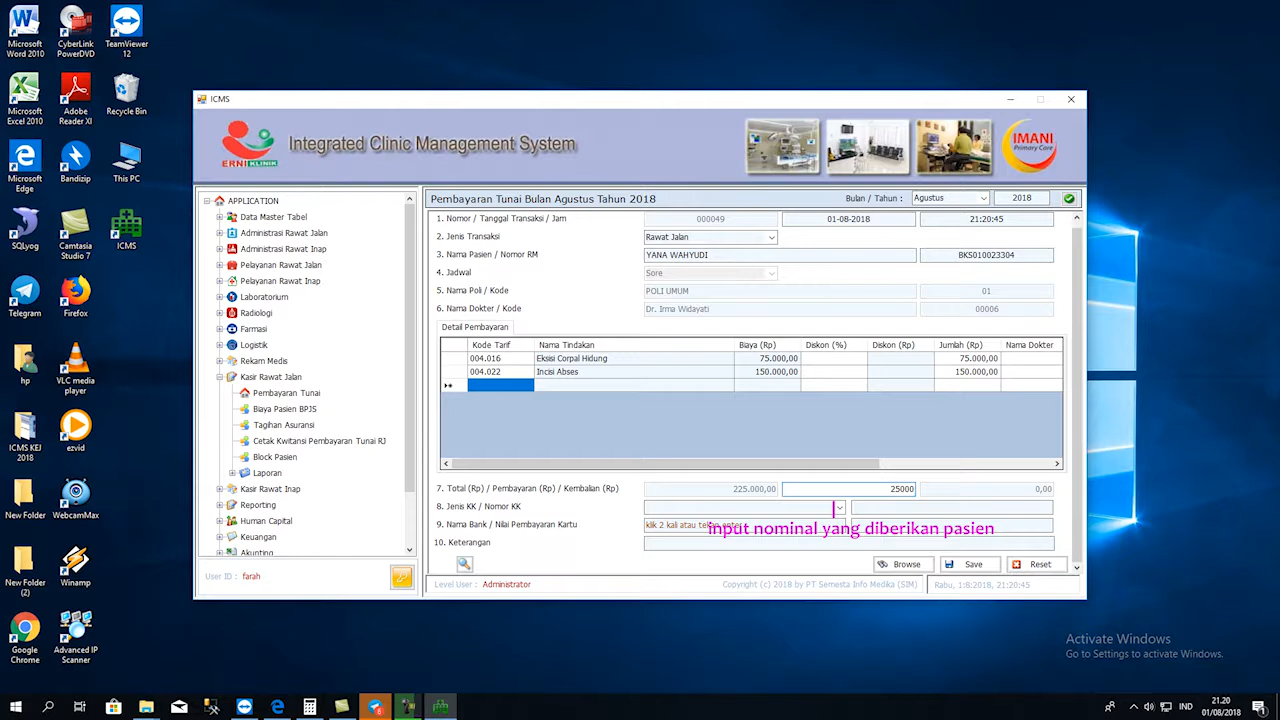 Microsoft Word 2010
CyberLink PowerDVD
TeamViewer 12
Microsoft Excel 2010
Adobe Reader XI
Recycle Bin
Microsoft Edge
Bandizip
This PC
SQLyog
Camtasia Studio 7
ICMS
Telegram
Firefox
hp
VLC media player
ICMS KEJ 2018
ezvid
New Folder
WebcamMax
New Folder (2)
Winamp
Google Chrome
Advanced IP Scanner
ICMS
ERNI KLINIK
Integrated Clinic Management System
IMANI Primary Care
APPLICATION
Data Master Tabel
Administrasi Rawat Jalan
Administrasi Rawat Inap
Pelayanan Rawat Jalan
Pelayanan Rawat Inap
Laboratorium
Radiologi
Farmasi
Logistik
Rekam Medis
Kasir Rawat Jalan
Pembayaran Tunai
Biaya Pasien BPJS
Tagihan Asuransi
Cetak Kwitansi Pembayaran Tunai RJ
Block Pasien
Laporan
Kasir Rawat Inap
Reporting
Human Capital
Keuangan
Akunting
User ID : farah
Pembayaran Tunai Bulan Agustus Tahun 2018 Bulan / Tahun : Agustus 2018
1. Nomor / Tanggal Transaksi / Jam 000049 01-08-2018 21:20:45
2. Jenis Transaksi Rawat Jalan
3. Nama Pasien / Nomor RM YANA WAHYUDI BKS010023304
4. Jadwal Sore
5. Nama Poli / Kode POLI UMUM 01
6. Nama Dokter / Kode Dr. Irma Widayati 00006
Detail Pembayaran
Kode Tarif Nama Tindakan Biaya (Rp) Diskon (%) Diskon (Rp) Jumlah (Rp) Nama Dokter
004.016 Eksisi Corpal Hidung 75.000,00 75.000,00
004.022 Incisi Abses 150.000,00 150.000,00
7. Total (Rp) / Pembayaran (Rp) / Kembalian (Rp) 225.000,00 25000 0,00
8. Jenis KK / Nomor KK
9. Nama Bank / Nilai Pembayaran Kartu klik 2 kali atau tekan enter
input nominal yang diberikan pasien
10. Keterangan
Browse Save Reset
Level User : Administrator Copyright (c) 2018 by PT Semesta Info Medika (SIM) Rabu, 1:8:2018, 21:20:45
Activate Windows
Go to Settings to activate Windows.
8
IND
21.20
01/08/2018
1